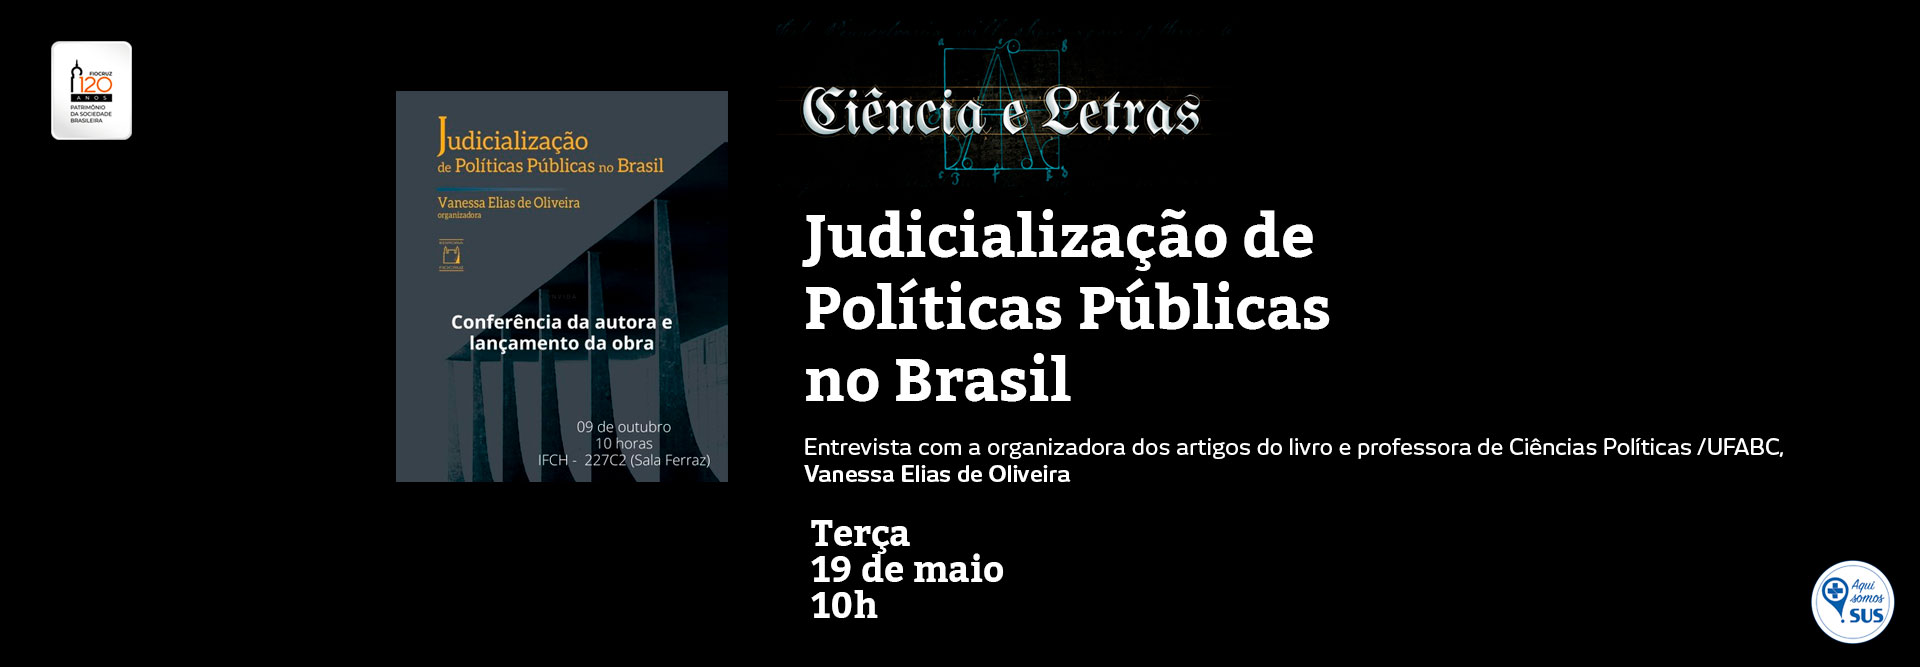 FIOCRUZ
120
ANOS
PATRIMÔNIO
DA SOCIEDADE
BRASILEIRA
Judicialização
de Políticas Públicas no Brasil
Vanessa Elias de Oliveira
organizadora
Conferência da autora e
lançamento da obra
09 de outubro
10 horas
IFCH - 227C2 (Sala Ferraz)
Ciência e Letras
Judicialização de
Políticas Públicas
no Brasil
Entrevista com a organizadora dos artigos do livro e professora de Ciências Políticas /UFABC,
Vanessa Elias de Oliveira
Terça
19 de maio
10h
Aqui
somos
SUS